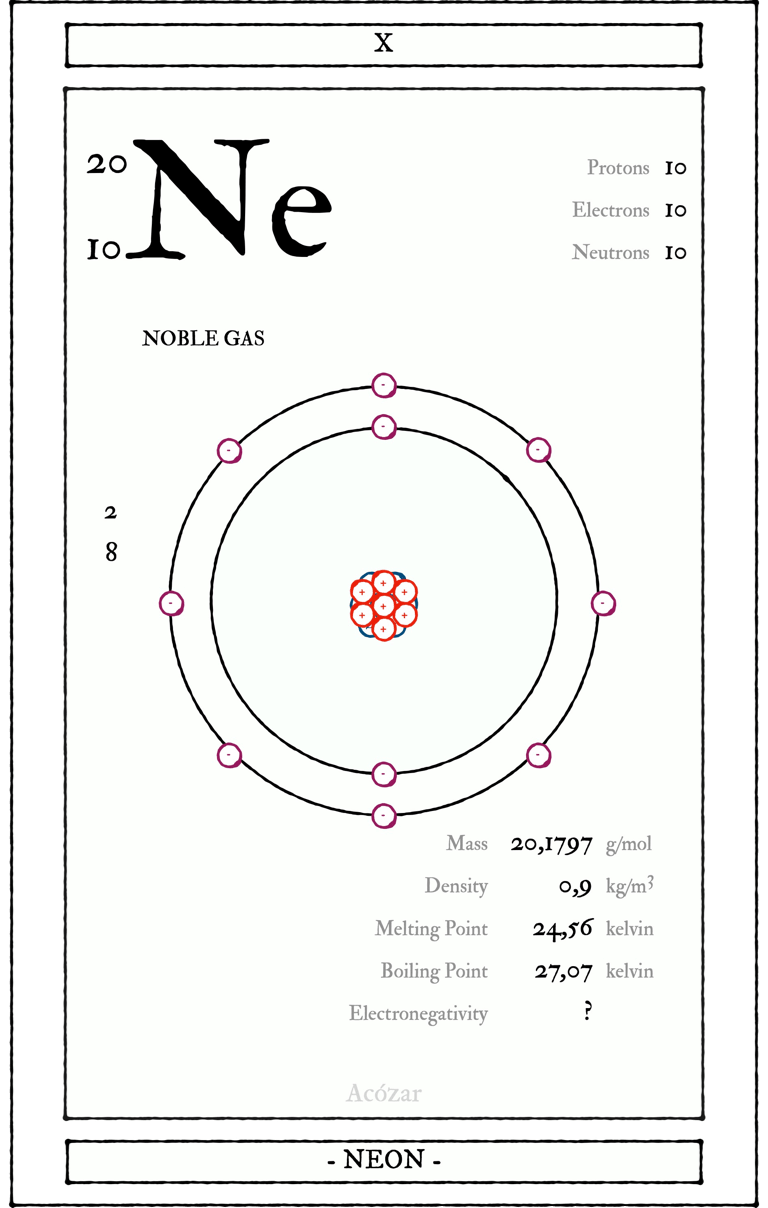 X
20
Ne
10
Protons 10
Electrons 10
Neutrons 10
NOBLE GAS
2
8
Mass 20,1797 g/mol
Density 0,9 kg/m³
Melting Point 24,56 kelvin
Boiling Point 27,07 kelvin
Electronegativity ?
Acózar
- NEON -